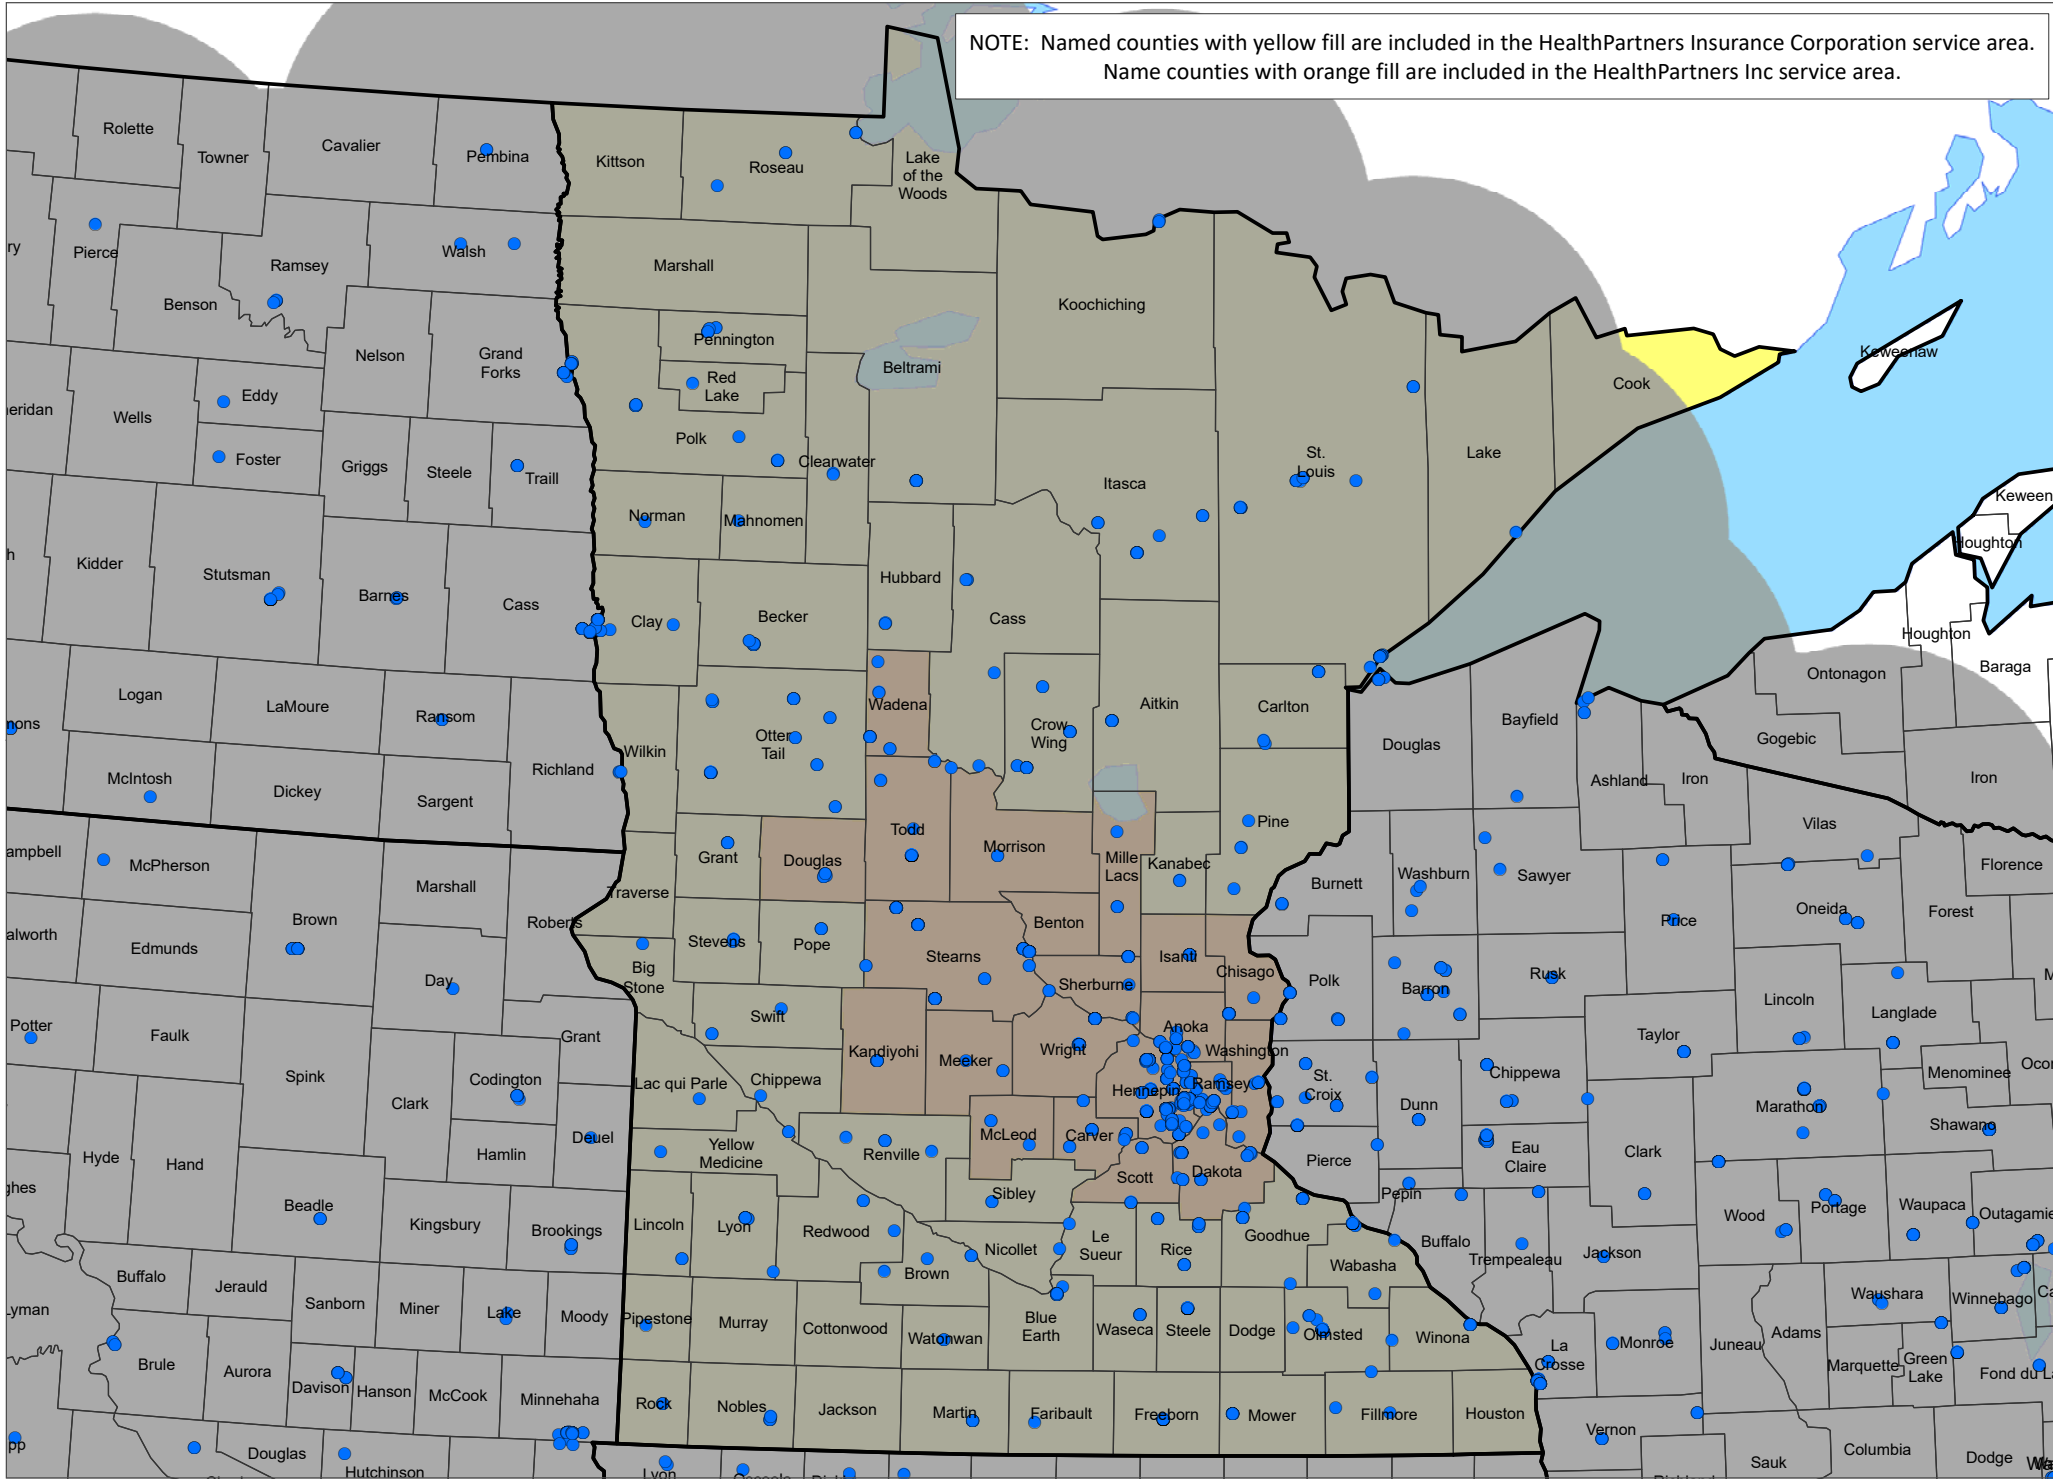 NOTE: Named counties with yellow fill are included in the HealthPartners Insurance Corporation service area.
Name counties with orange fill are included in the HealthPartners Inc service area.
Rolette
Towner
Cavalier
Pembina
Kittson
Roseau
Lake
of the
Woods
ry
Pierce
Benson
Ramsey
Walsh
Marshall
Koochiching
Nelson
Grand
Forks
Pennington
Red
Lake
Beltrami
Cook
Keweenaw
eridan
Wells
Eddy
Foster
Griggs
Steele
Traill
Polk
Clearwater
Itasca
St.
Louis
Lake
Keween
Houghton
h
Kidder
Stutsman
Barnes
Cass
Norman
Mahnomen
Clay
Becker
Hubbard
Cass
Houghton
Baraga
Ontonagon
Gogebic
Iron
mons
Logan
LaMoure
Ransom
McIntosh
Dickey
Sargent
Richland
Wilkin
Otter
Tail
Wadena
Crow
Wing
Aitkin
Carlton
Douglas
Bayfield
Ashland
Iron
Vilas
Florence
ampbell
McPherson
Brown
Marshall
Roberts
Traverse
Grant
Douglas
Todd
Morrison
Mille
Lacs
Kanabec
Pine
Burnett
Washburn
Sawyer
Price
Oneida
Forest
alworth
Edmunds
Day
Big
Stone
Stevens
Pope
Stearns
Benton
Sherburne
Isanti
Chisago
Polk
Barron
Rusk
Lincoln
Langlade
M
Potter
Faulk
Spink
Clark
Codington
Grant
Swift
Kandiyohi
Meeker
Wright
Anoka
Washington
Hennepin
Ramsey
St.
Croix
Dunn
Chippewa
Taylor
Marathon
Menominee
Oco
Shawano
Lac qui Parle
Chippewa
Hyde
Hand
Hamlin
Deuel
Yellow
Medicine
Renville
McLeod
Carver
Scott
Dakota
Pierce
Eau
Claire
Clark
ghes
Beadle
Kingsbury
Brookings
Lincoln
Lyon
Redwood
Sibley
Nicollet
Brown
Le
Sueur
Rice
Goodhue
Wabasha
Pepin
Buffalo
Trempealeau
Jackson
Wood
Portage
Waupaca
Outagamie
Lyman
Buffalo
Jerauld
Sanborn
Miner
Lake
Moody
Pipestone
Murray
Cottonwood
Watonwan
Blue
Earth
Waseca
Steele
Dodge
Olmsted
Winona
La
Crosse
Monroe
Juneau
Adams
Waushara
Winnebago
Ca
Marquette
Green
Lake
Fond du La
Brule
Aurora
Davison
Hanson
McCook
Minnehaha
Rock
Nobles
Jackson
Martin
Faribault
Freeborn
Mower
Fillmore
Houston
Vernon
Sauk
Columbia
Dodge
pp
Douglas
Hutchinson
Lyon